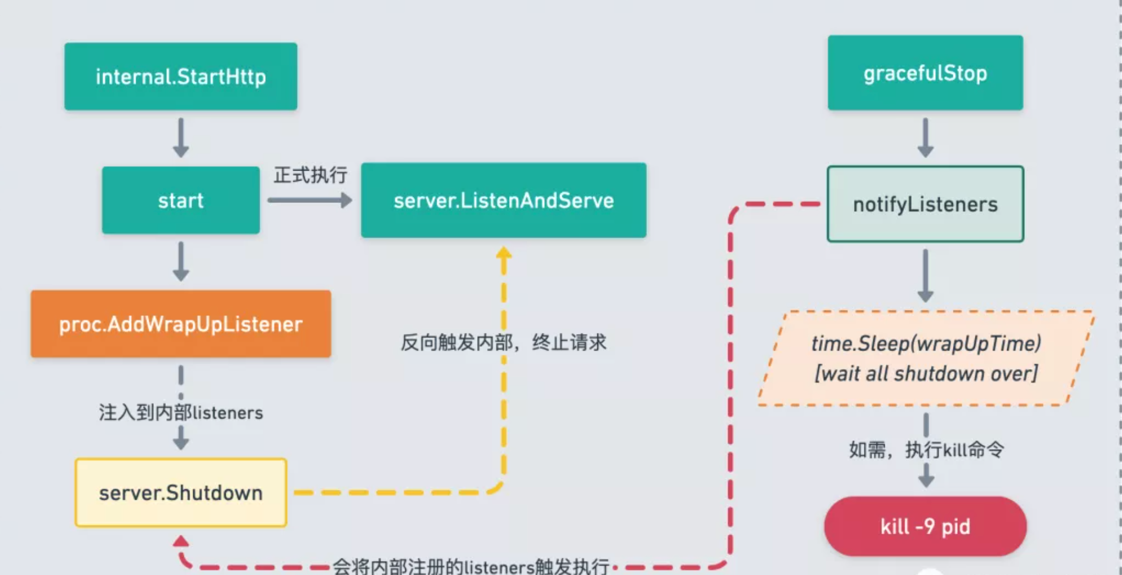 internal.StartHttp
gracefulStop
start
正式执行
server.ListenAndServe
notifyListeners
proc.AddWrapUpListener
反向触发内部，终止请求
time.Sleep(wrapUpTime)
[wait all shutdown over]
注入到内部listeners
如需，执行kill命令
server.Shutdown
kill -9 pid
会将内部注册的listeners触发执行